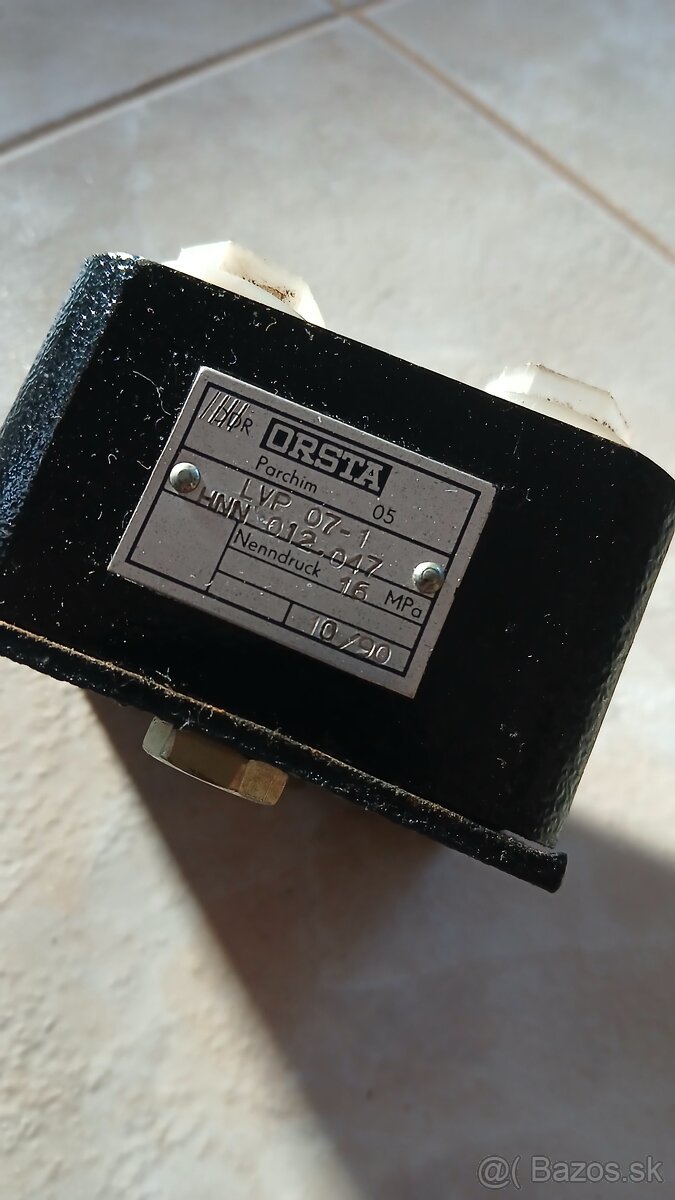 DDR ORSTA
Parchim 05
LVP 07-1
HNN 012.047
Nenndruck 16 MPa
10/90
@( Bazos.sk